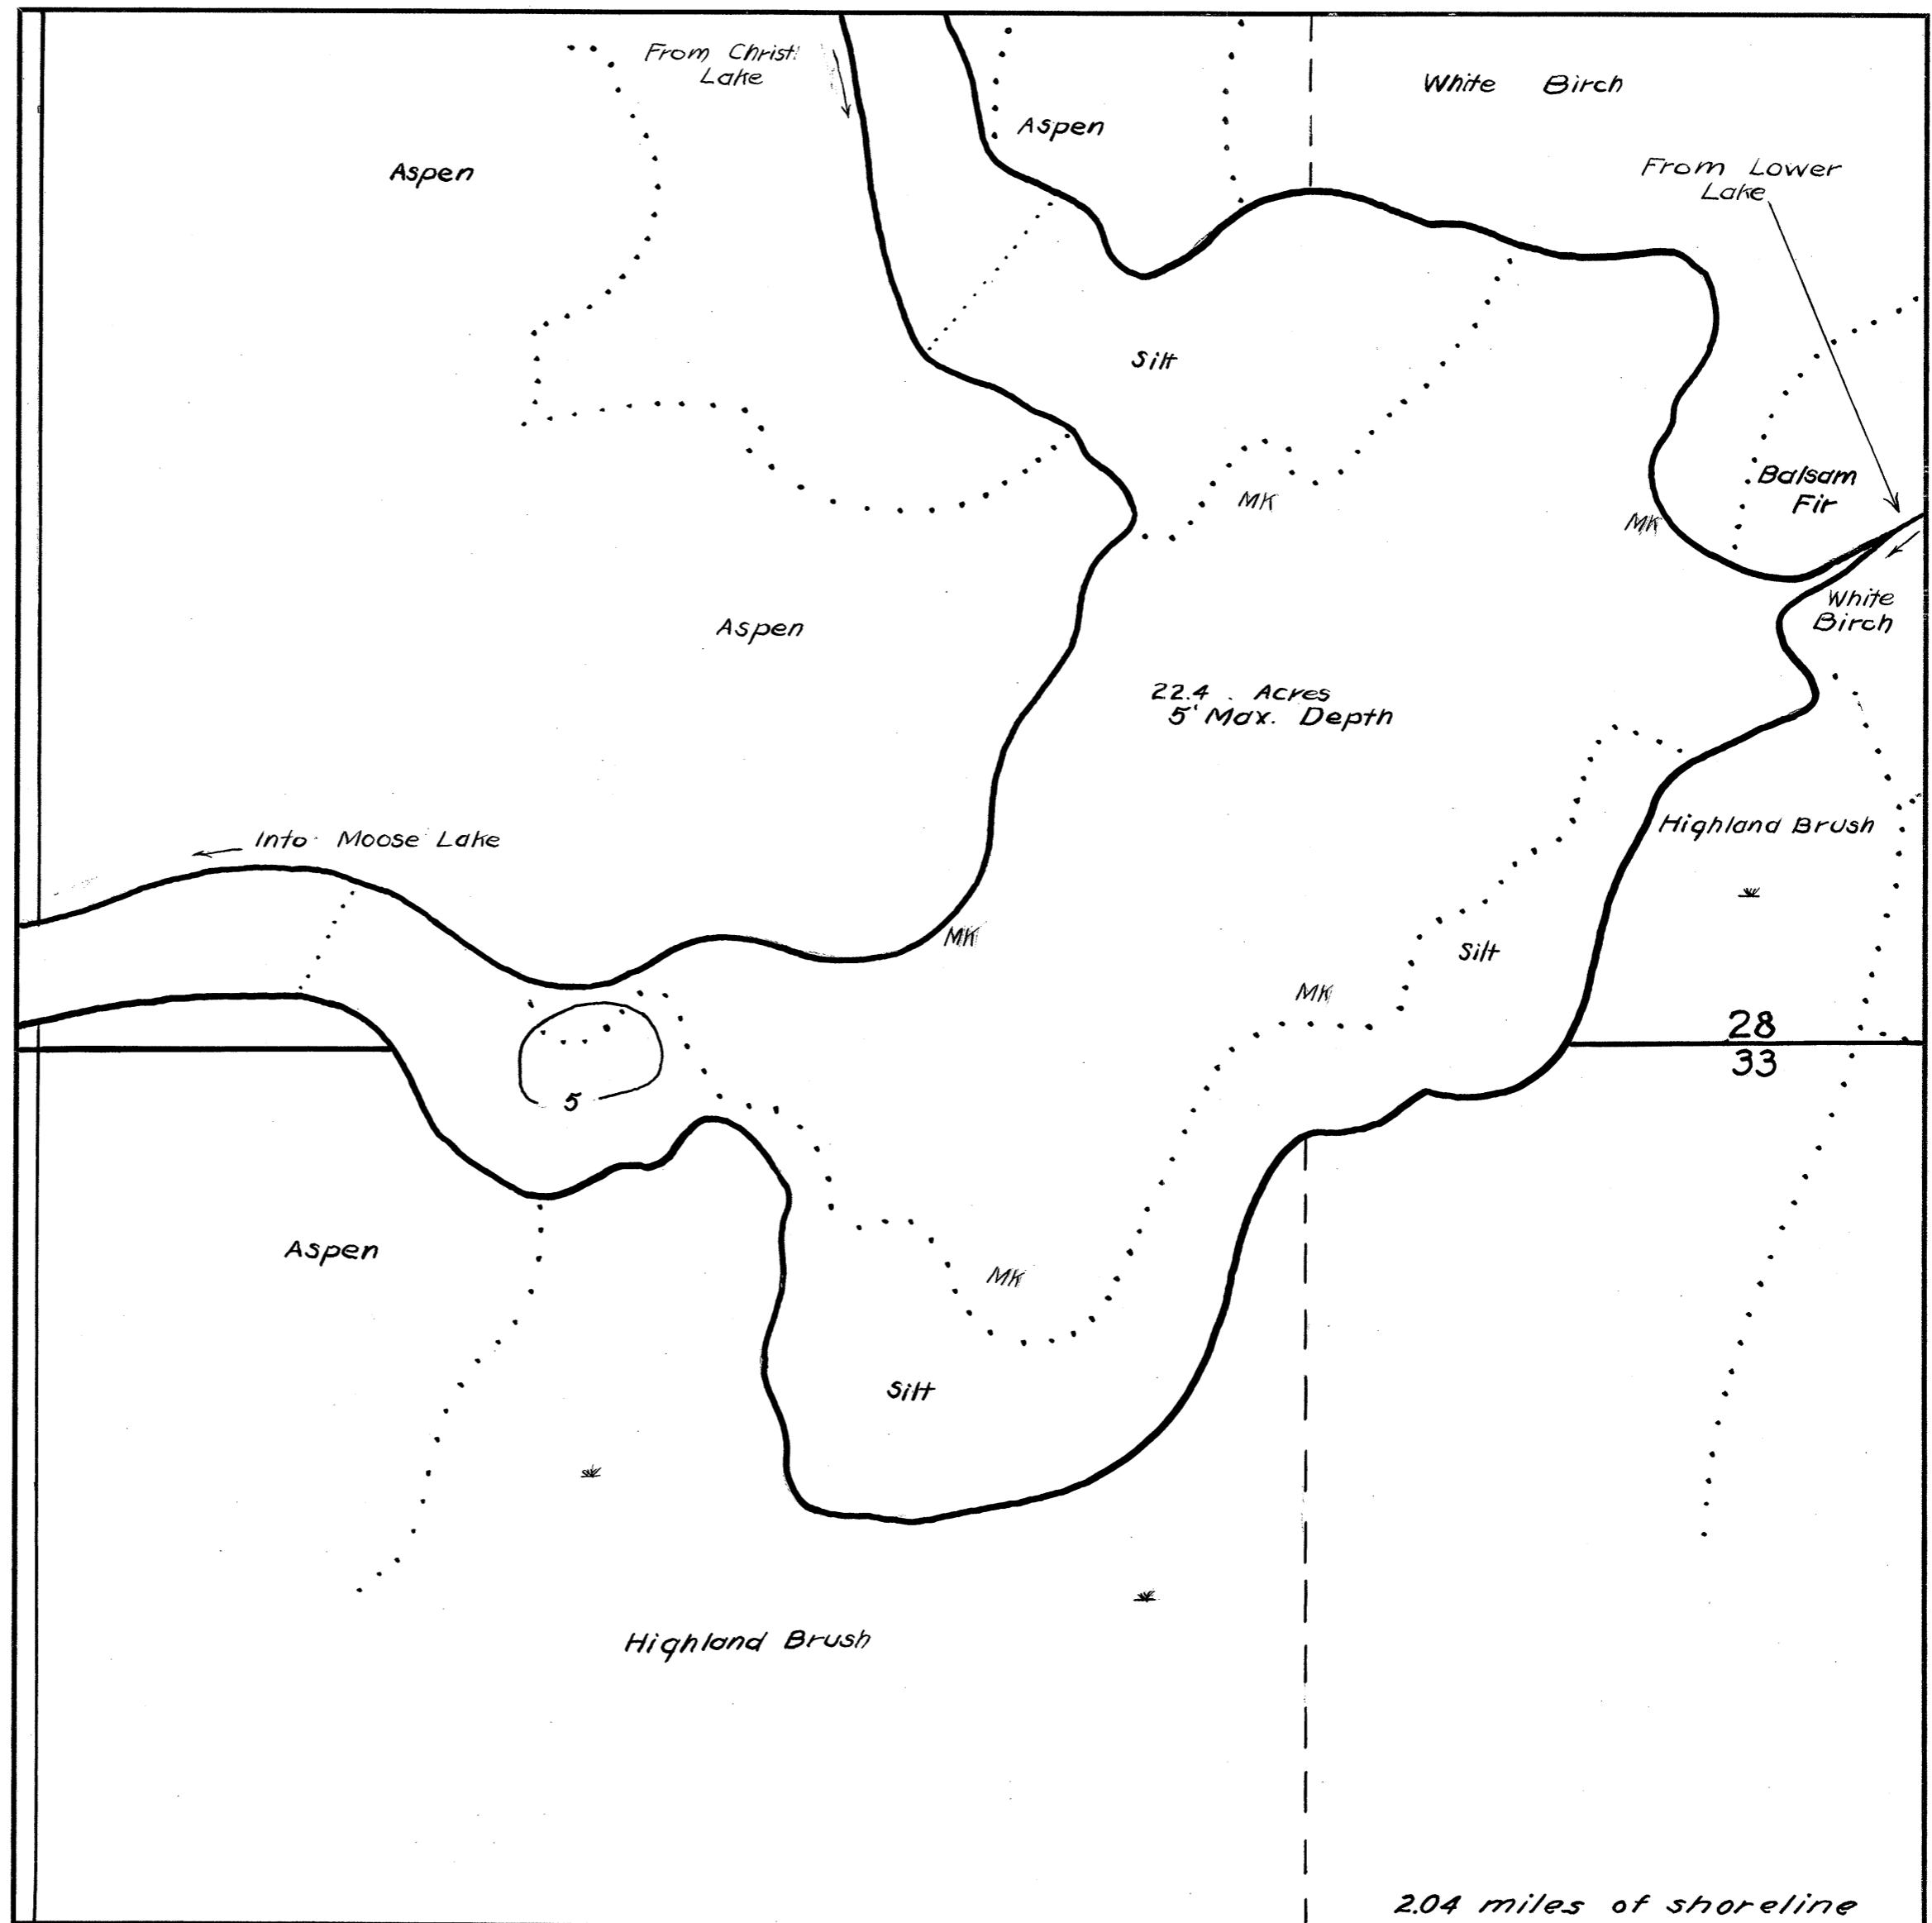 From Christ
Lake
White Birch
Aspen
Aspen
From Lower
Lake
Silt
Balsam
Fir
MK
MK
White
Birch
Aspen
22.4 Acres
5' Max. Depth
Highland Brush
Into Moose Lake
MK
Silt
MK
28
33
5
Aspen
MK
Silt
Highland Brush
2.04 miles of shoreline